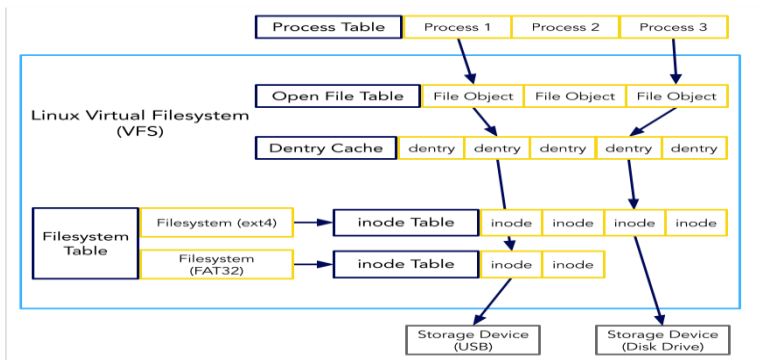 Process Table Process 1 Process 2 Process 3
Open File Table File Object File Object File Object
Linux Virtual Filesystem
(VFS)
Dentry Cache dentry dentry dentry dentry dentry
Filesystem
Table
Filesystem (ext4) inode Table inode inode inode inode
Filesystem
(FAT32)
inode Table inode inode
Storage Device
(USB)
Storage Device
(Disk Drive)